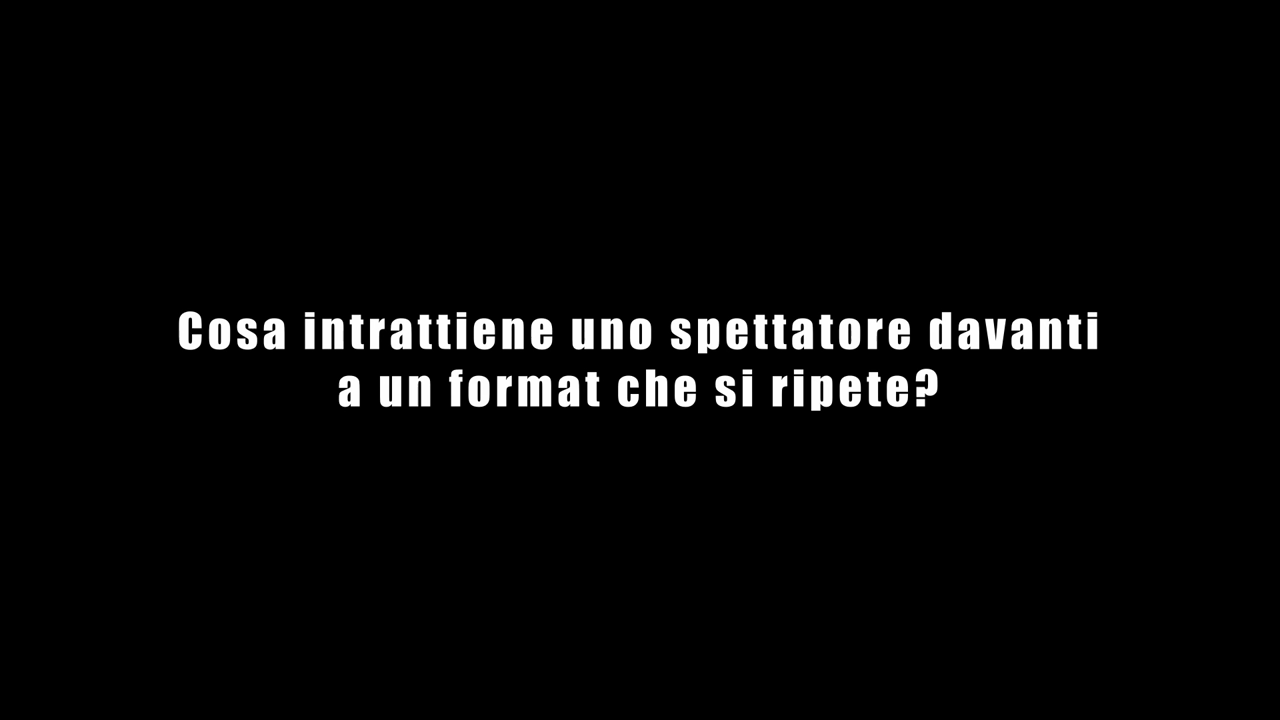 Cosa intrattiene uno spettatore davanti
a un format che si ripete?